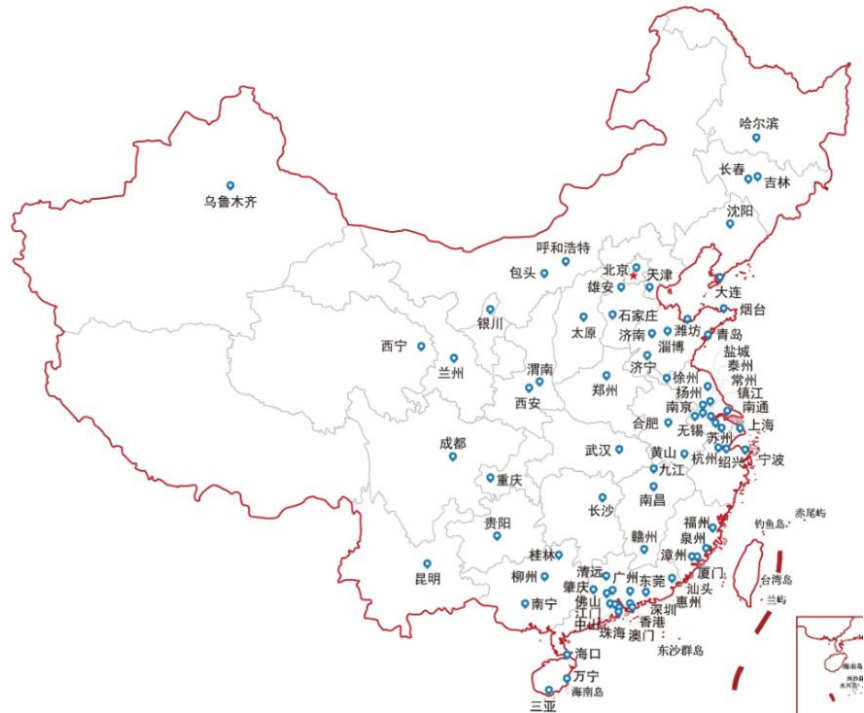 哈尔滨
长春
吉林
乌鲁木齐
沈阳
呼和浩特
包头
北京
天津
雄安
大连
烟台
银川
石家庄
太原
济南
潍坊
淄博
青岛
西宁
兰州
济宁
盐城
泰州
常州
渭南
西安
郑州
徐州
扬州
镇江
南京
南通
合肥
无锡
上海
苏州
成都
武汉
黄山
杭州
绍兴
宁波
九江
重庆
南昌
长沙
贵阳
福州
钓鱼岛
赤尾屿
赣州
泉州
桂林
漳州
厦门
昆明
柳州
清远
广州
东莞
汕头
台湾岛
肇庆
佛山
惠州
兰屿
南宁
江门
深圳
中山
香港
珠海
澳门
东沙群岛
海口
万宁
海南岛
三亚
海南岛